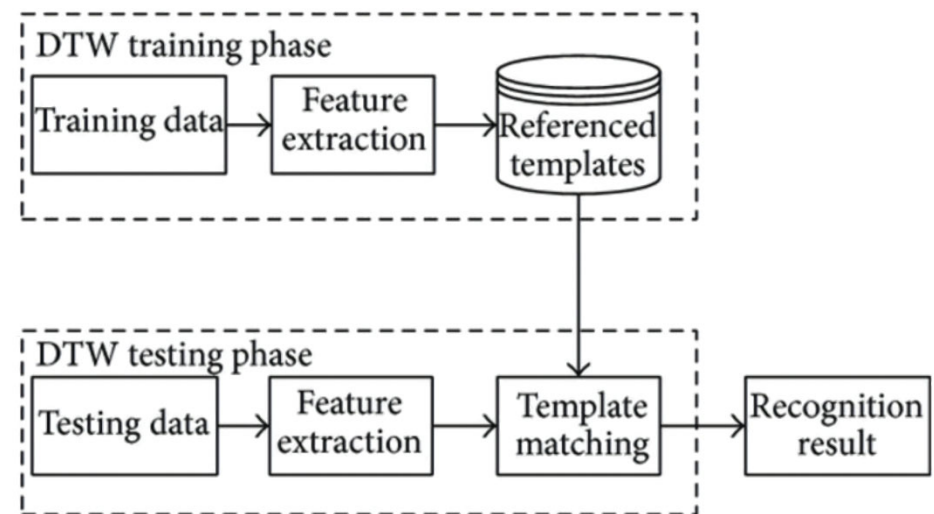 DTW training phase
Training data
Feature
extraction
Referenced
templates
DTW testing phase
Testing data
Feature
extraction
Template
matching
Recognition
result